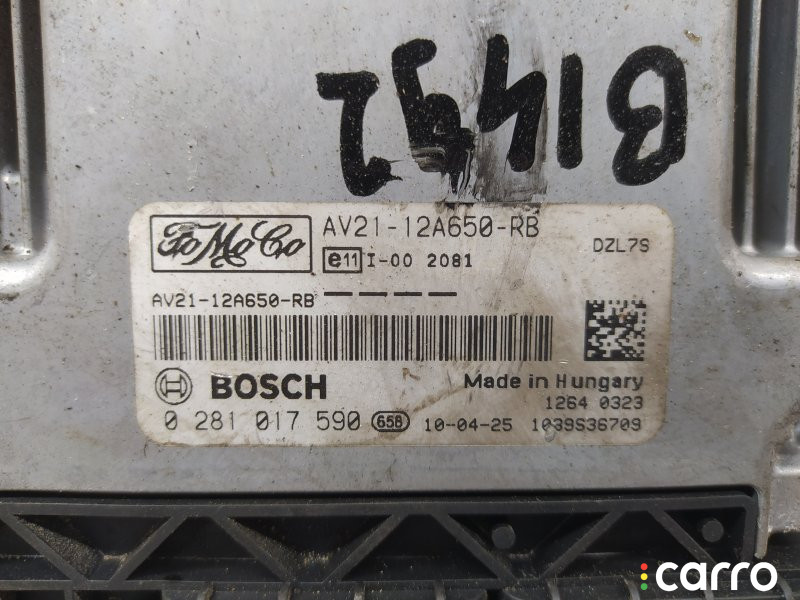 B1492
FoMoCo
AV21-12A650-RB
DZL7S
e11 I-00 2081
AV21-12A650-RB
BOSCH
Made in Hungary
1264 0323
0 281 017 590 658 10-04-25 1039S36709
carro